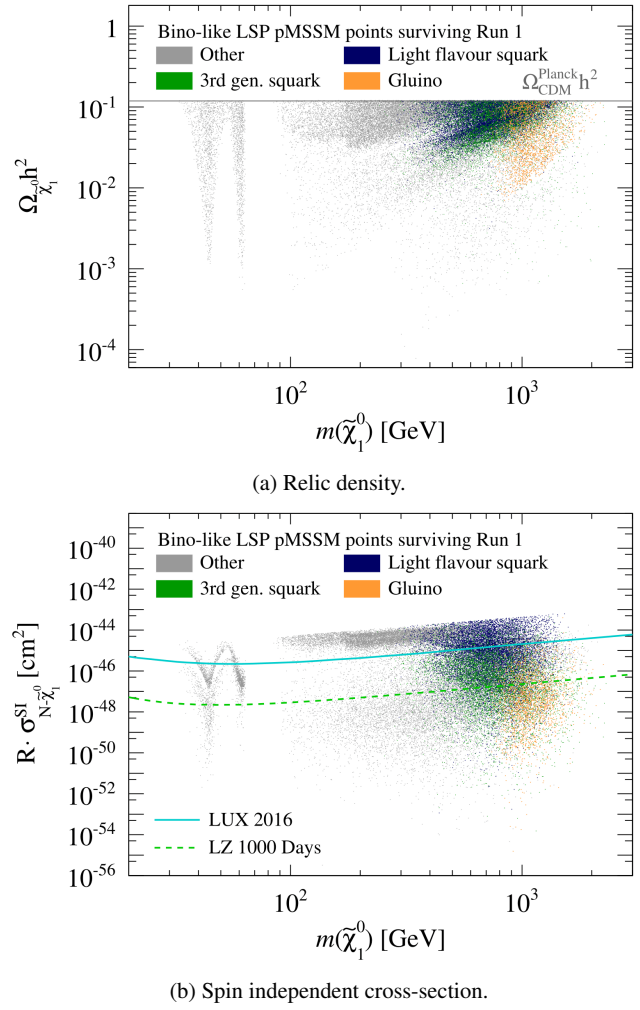 Bino-like LSP pMSSM points surviving Run 1
Other Light flavour squark
3rd gen. squark Gluino
Ω^Planck_CDM h²
1
10⁻¹
10⁻²
10⁻³
10⁻⁴
Ω_χ̃₁⁰ h²
10² 10³
m(χ̃₁⁰) [GeV]
(a) Relic density.
Bino-like LSP pMSSM points surviving Run 1
Other Light flavour squark
3rd gen. squark Gluino
10⁻⁴⁰
10⁻⁴²
10⁻⁴⁴
10⁻⁴⁶
10⁻⁴⁸
10⁻⁵⁰
10⁻⁵²
10⁻⁵⁴
10⁻⁵⁶
R· σ^SI_N-χ̃₁⁰ [cm²]
LUX 2016
LZ 1000 Days
10² 10³
m(χ̃₁⁰) [GeV]
(b) Spin independent cross-section.